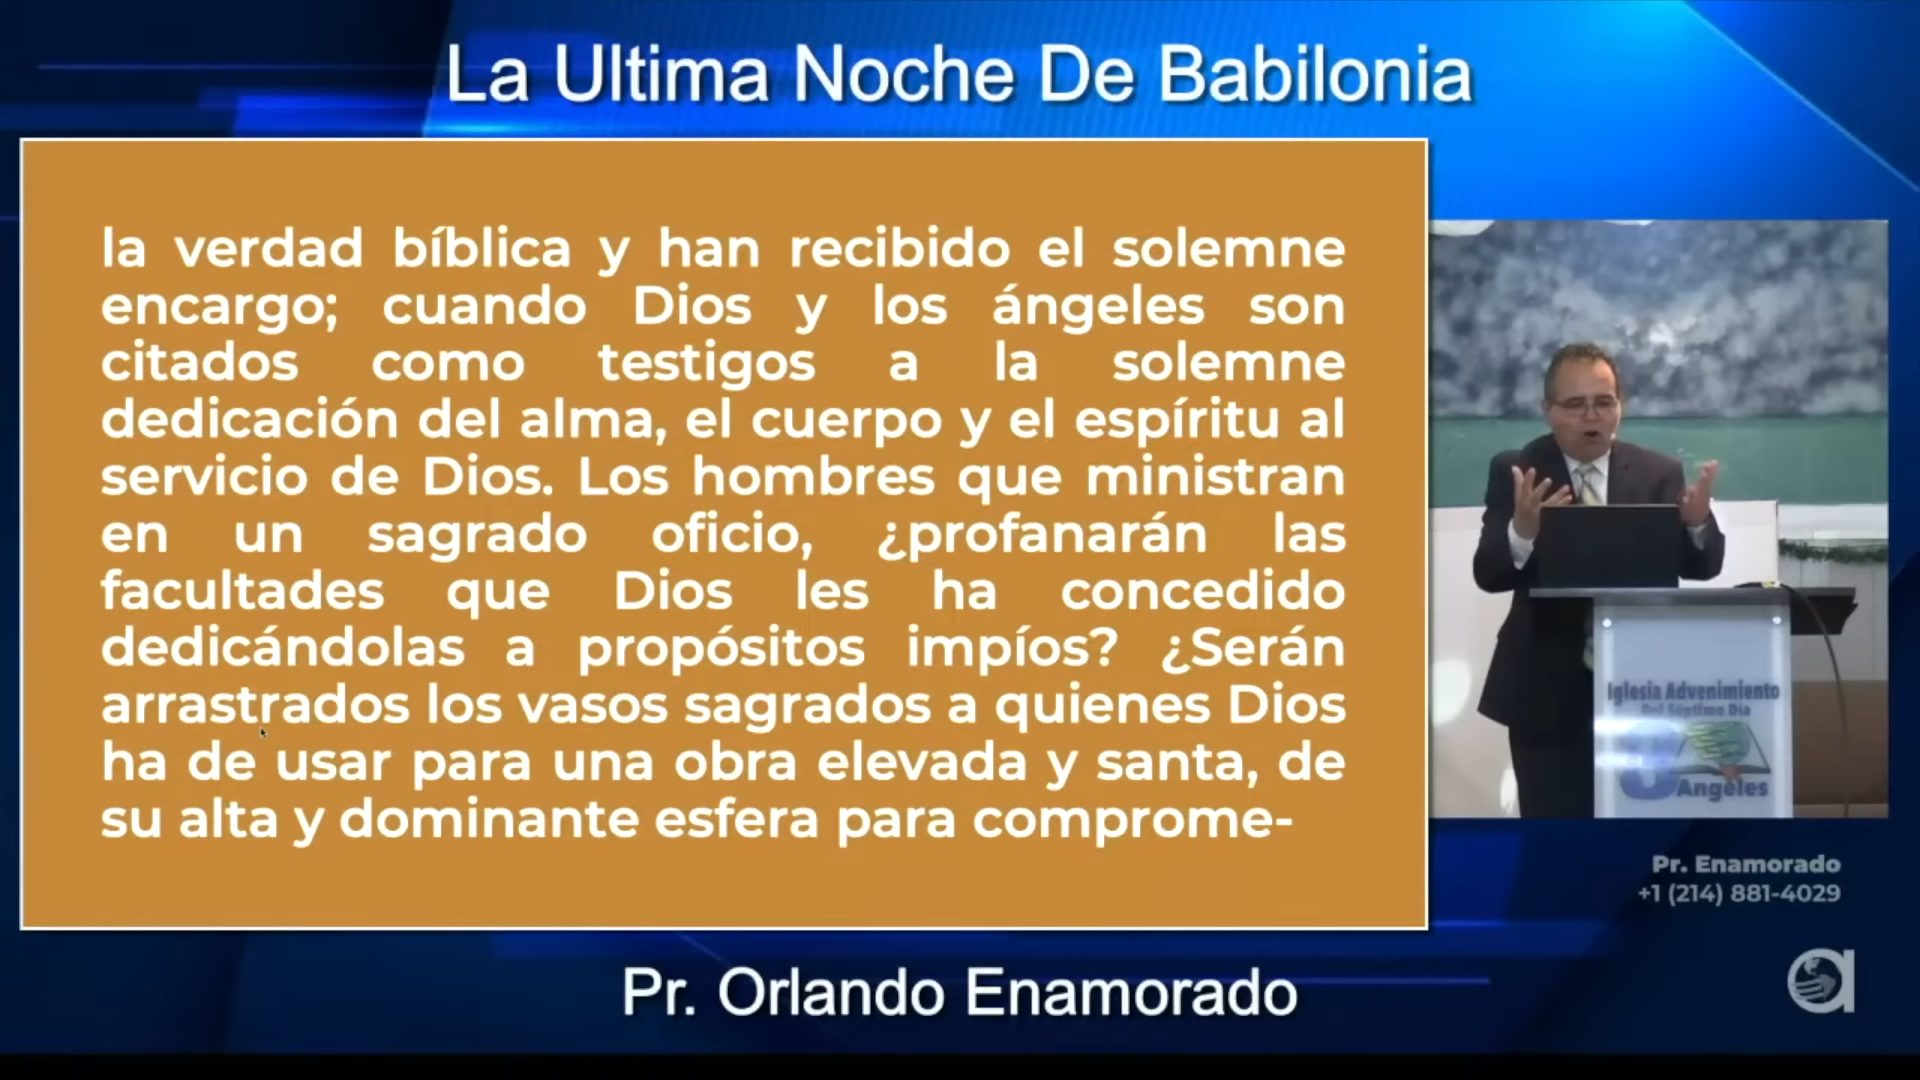 La Ultima Noche De Babilonia
la verdad bíblica y han recibido el solemne
encargo; cuando Dios y los ángeles son
citados como testigos a la solemne
dedicación del alma, el cuerpo y el espíritu al
servicio de Dios. Los hombres que ministran
en un sagrado oficio, ¿profanarán las
facultades que Dios les ha concedido
dedicándolas a propósitos impíos? ¿Serán
arrastrados los vasos sagrados a quienes Dios
ha de usar para una obra elevada y santa, de
su alta y dominante esfera para comprome-
Iglesia Advenimiento
Del Séptimo Día
3
Angeles
Pr. Enamorado
+1 (214) 881-4029
Pr. Orlando Enamorado